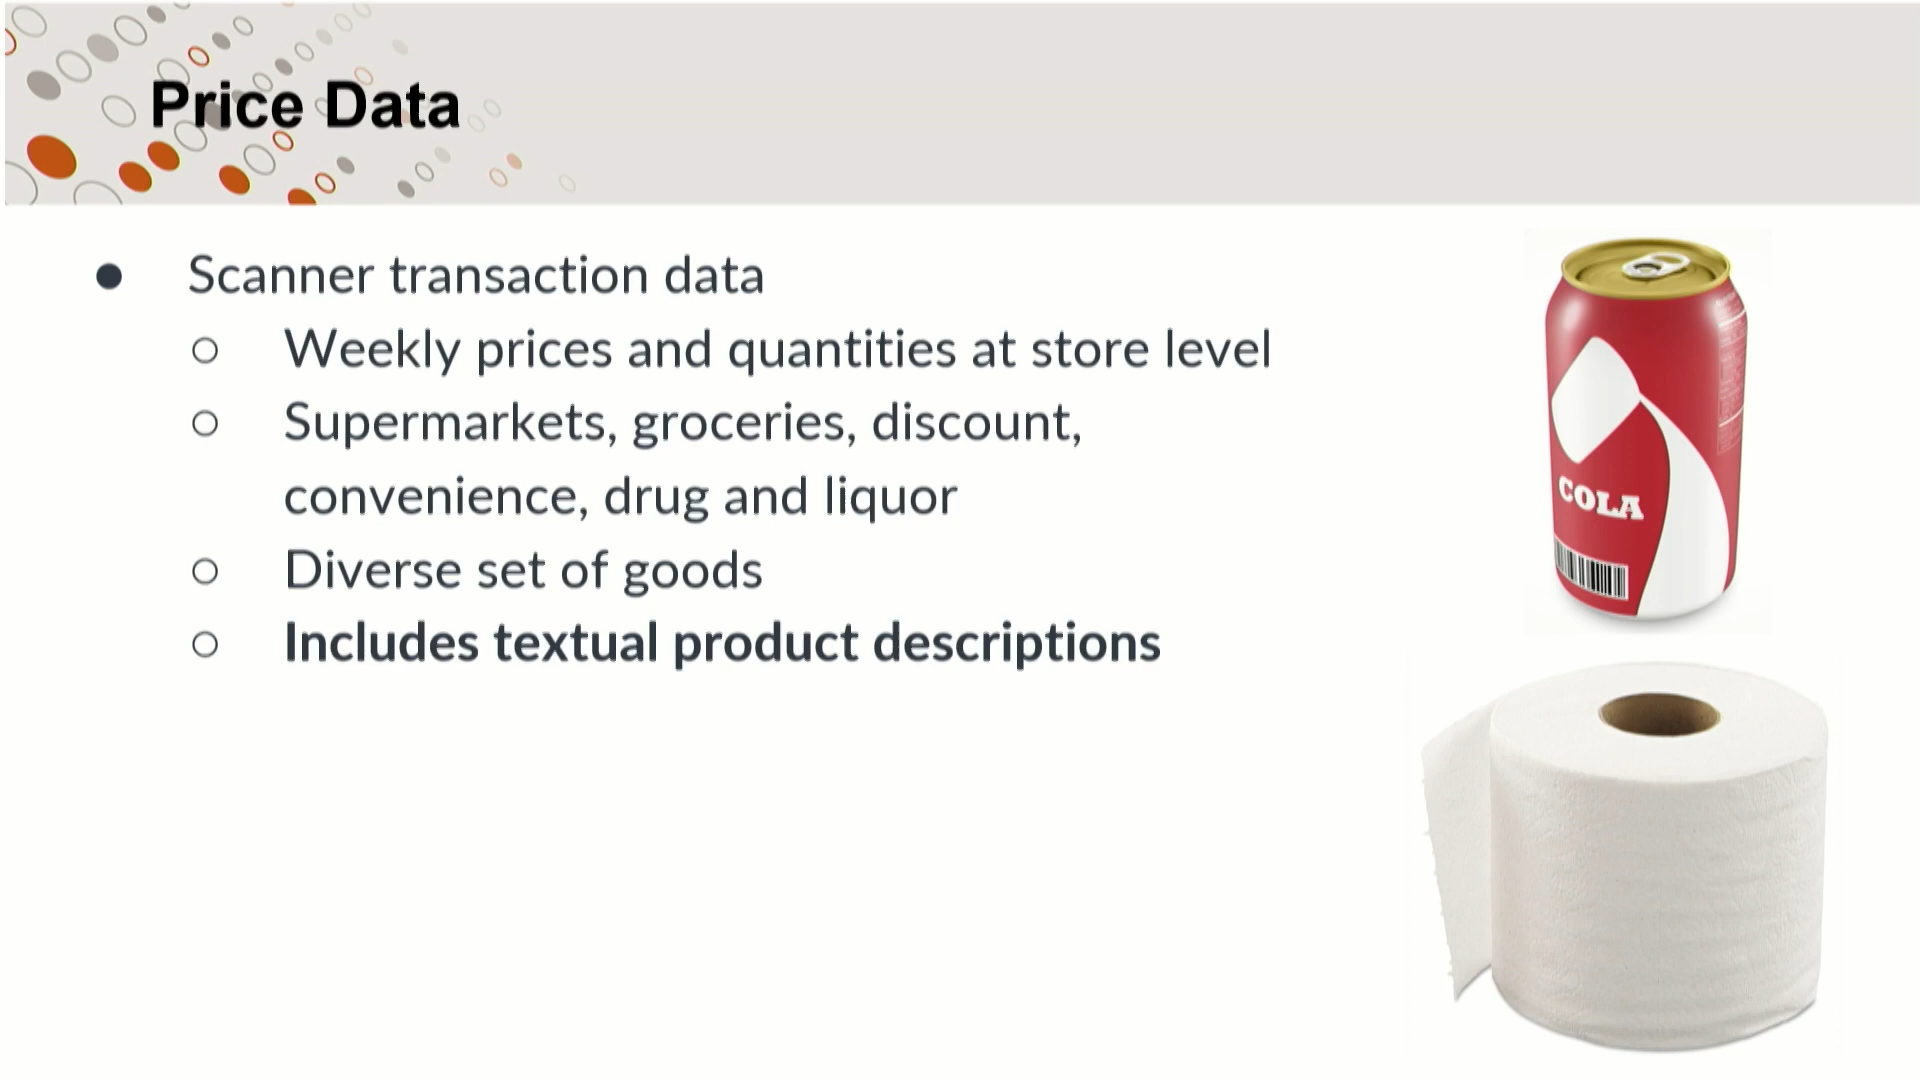 Price Data
Scanner transaction data
Weekly prices and quantities at store level
Supermarkets, groceries, discount,
convenience, drug and liquor
Diverse set of goods
Includes textual product descriptions
COLA